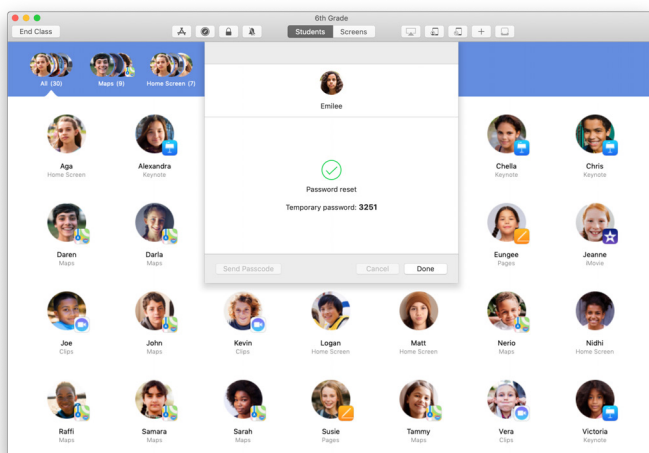 6th Grade
End Class
Students Screens
All (30) Maps (9) Home Screen (7)
Emilee
Password reset
Temporary password: 3251
Send Passcode Cancel Done
Aga Alexandra Chella Chris
Home Screen Keynote Keynote Keynote
Daren Darla Eungee Jeanne
Maps Maps Pages iMovie
Joe John Kevin Logan Matt Nerio Nidhi
Clips Maps Clips Home Screen Home Screen Maps Home Screen
Raffi Samara Sarah Susie Tammy Vera Victoria
Maps Maps Maps Pages Maps Clips Keynote